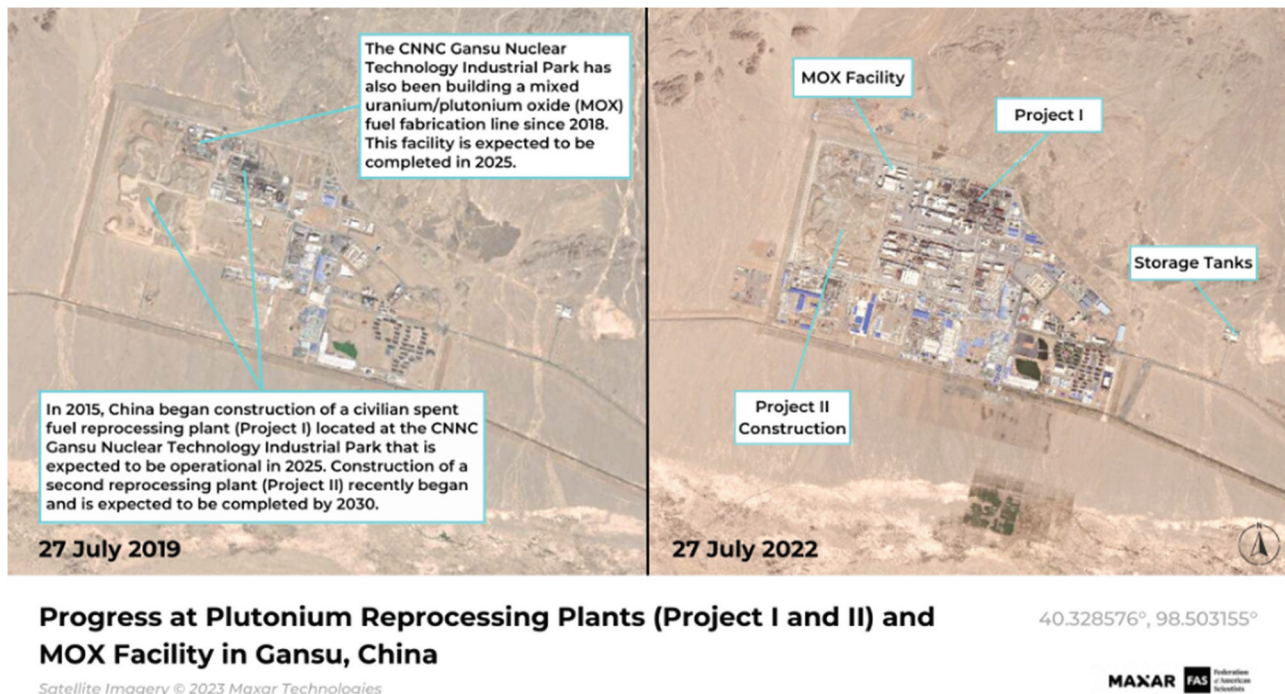 The CNNC Gansu Nuclear
Technology Industrial Park has
also been building a mixed
uranium/plutonium oxide (MOX)
fuel fabrication line since 2018.
This facility is expected to be
completed in 2025.
In 2015, China began construction of a civilian spent
fuel reprocessing plant (Project I) located at the CNNC
Gansu Nuclear Technology Industrial Park that is
expected to be operational in 2025. Construction of a
second reprocessing plant (Project II) recently began
and is expected to be completed by 2030.
27 July 2019
MOX Facility
Project I
Storage Tanks
Project II
Construction
27 July 2022
N
Progress at Plutonium Reprocessing Plants (Project I and II) and
MOX Facility in Gansu, China
40.328576°, 98.503155°
Satellite Imagery © 2023 Maxar Technologies
MAXAR
FAS
Federation
of American
Scientists